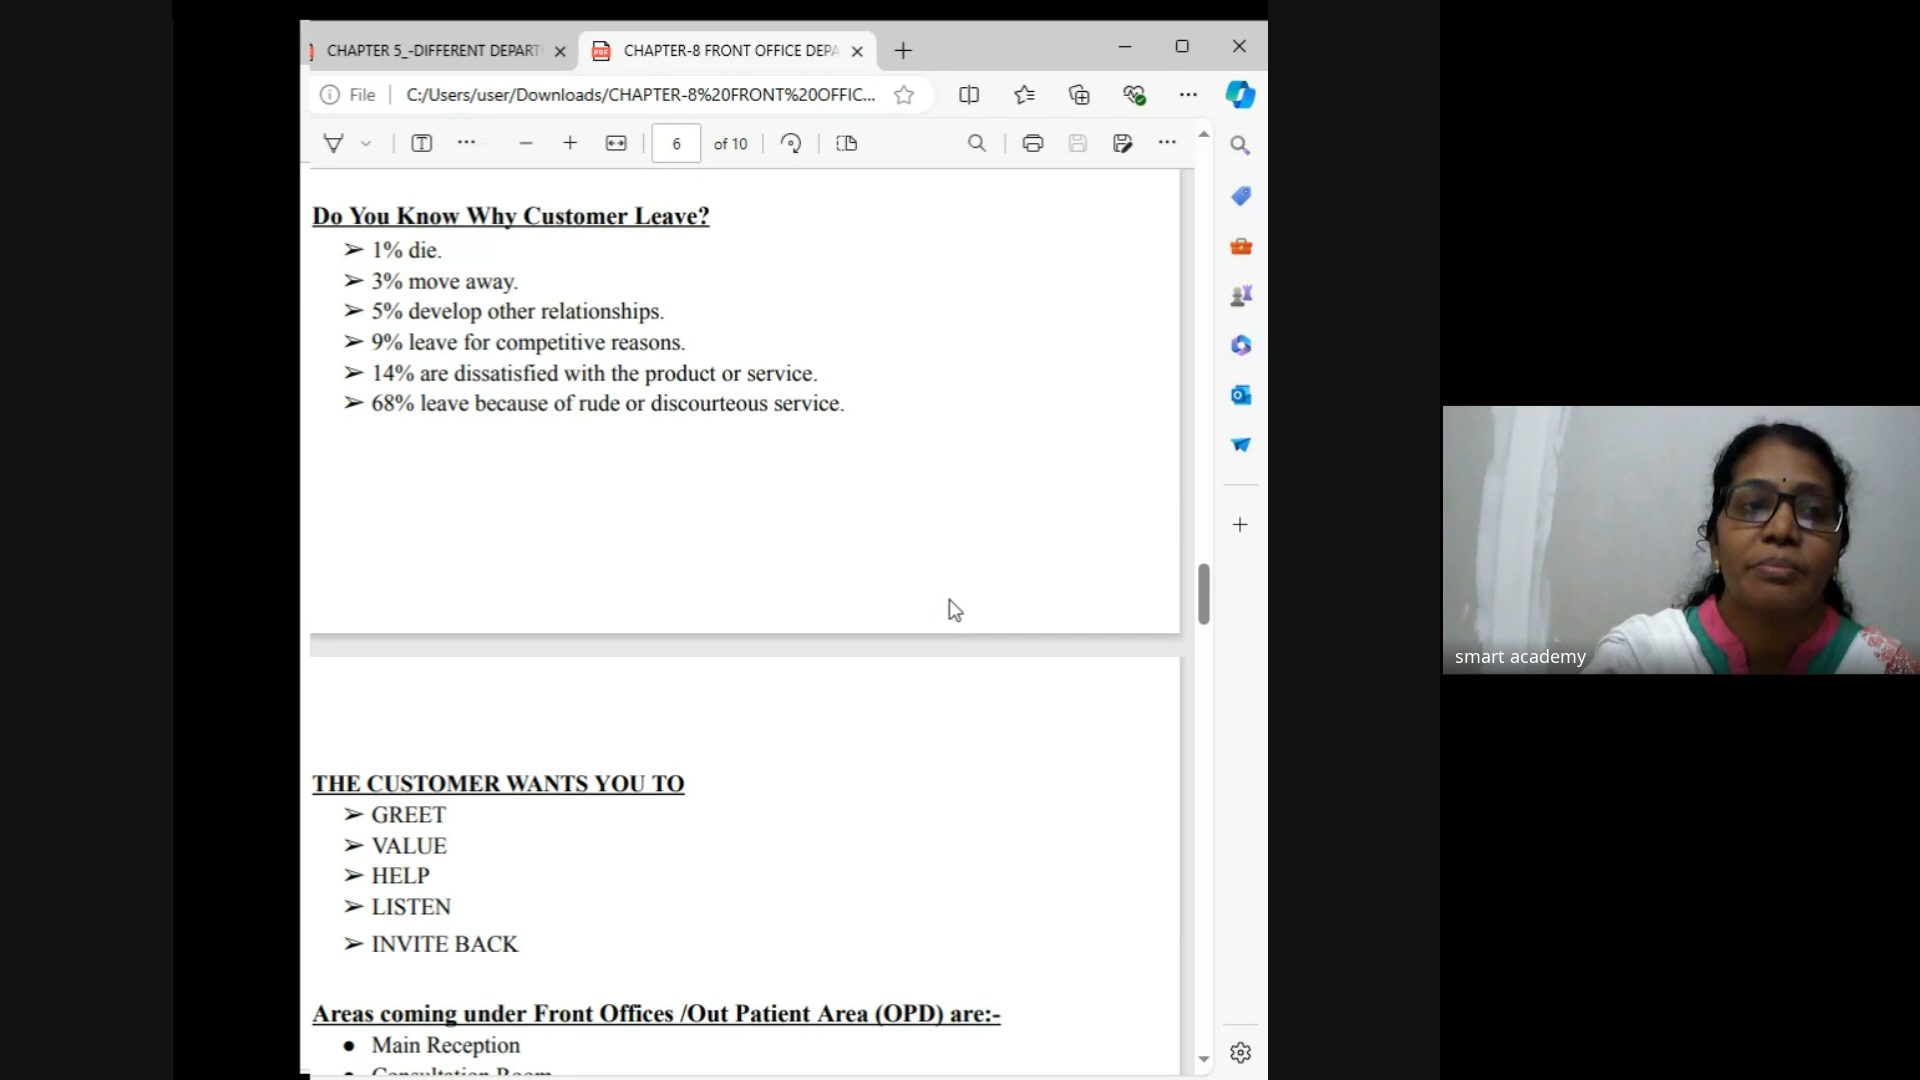 CHAPTER 5_-DIFFERENT DEPART
CHAPTER-8 FRONT OFFICE DEPA
File
C:/Users/user/Downloads/CHAPTER-8%20FRONT%20OFFIC...
6 of 10
Do You Know Why Customer Leave?
➢ 1% die.
➢ 3% move away.
➢ 5% develop other relationships.
➢ 9% leave for competitive reasons.
➢ 14% are dissatisfied with the product or service.
➢ 68% leave because of rude or discourteous service.
smart academy
THE CUSTOMER WANTS YOU TO
➢ GREET
➢ VALUE
➢ HELP
➢ LISTEN
➢ INVITE BACK
Areas coming under Front Offices /Out Patient Area (OPD) are:-
● Main Reception
● Consultation Room